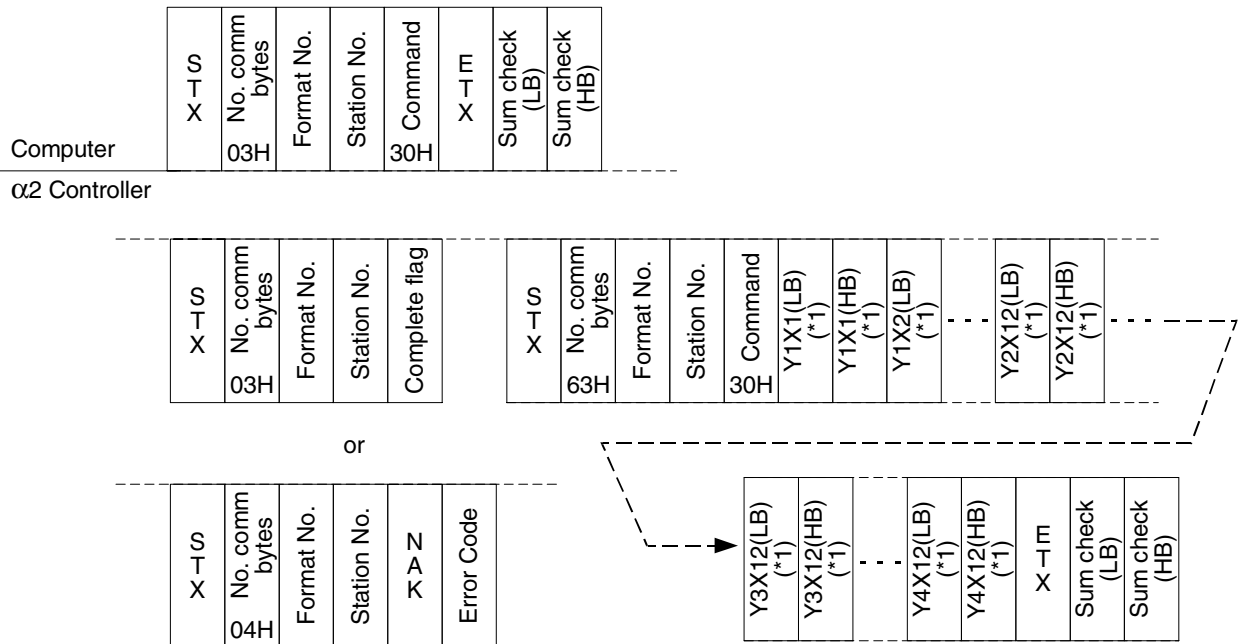 STX
No. comm bytes
03H
Format No.
Station No.
Command
30H
ETX
Sum check (LB)
Sum check (HB)
Computer
α2 Controller
STX
No. comm bytes
03H
Format No.
Station No.
Complete flag
STX
No. comm bytes
63H
Format No.
Station No.
Command
30H
Y1X1(LB) (*1)
Y1X1(HB) (*1)
Y1X2(LB) (*1)
Y2X12(LB) (*1)
Y2X12(HB) (*1)
or
STX
No. comm bytes
04H
Format No.
Station No.
NAK
Error Code
Y3X12(LB) (*1)
Y3X12(HB) (*1)
Y4X12(LB) (*1)
Y4X12(HB) (*1)
ETX
Sum check (LB)
Sum check (HB)